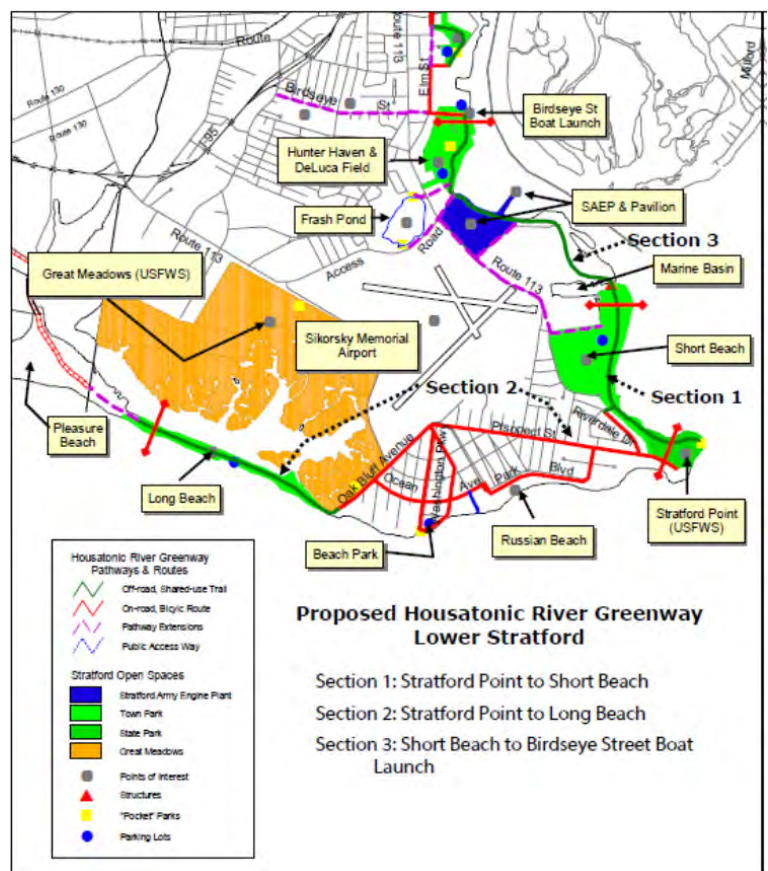 Route
Route 113
Milford
Elm St
Birdseye St
Route 130
Route 130
I-95
Birdseye St
Boat Launch
Hunter Haven &
DeLuca Field
SAEP & Pavilion
Frash Pond
Section 3
Route 113
Access Road
Great Meadows (USFWS)
Marine Basin
Route 113
Sikorsky Memorial
Airport
Short Beach
Section 2
Section 1
Pleasure
Beach
Riverdale Dr
Prospect St
Oak Bluff Avenue
Washington Pkwy
Ocean Ave
Park Blvd
Long Beach
Stratford Point
(USFWS)
Beach Park
Russian Beach
Housatonic River Greenway
Pathways & Routes
Off-road, Shared-use Trail
On-road, Bicylc Route
Pathway Extensions
Public Access Way
Stratford Open Spaces
Stratford Army Engine Plant
Town Park
State Park
Great Meadows
Points of Interest
Structures
"Pocket" Parks
Parking Lots
Proposed Housatonic River Greenway
Lower Stratford
Section 1: Stratford Point to Short Beach
Section 2: Stratford Point to Long Beach
Section 3: Short Beach to Birdseye Street Boat
Launch